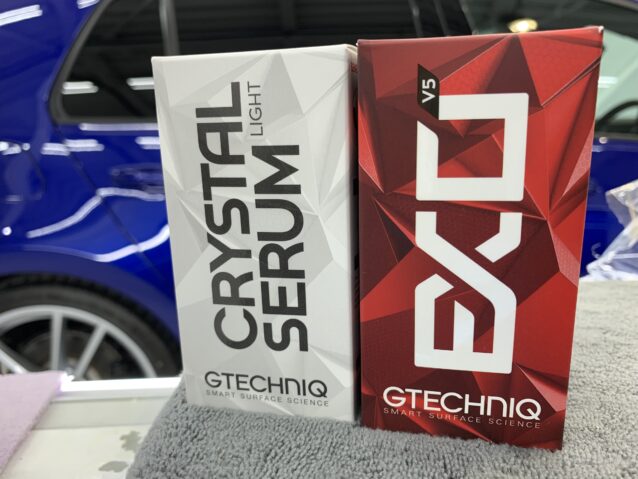 CRYSTAL
SERUM
LIGHT
GTECHNIQ
SMART SURFACE SCIENCE
EXO
V5
GTECHNIQ
SMART SURFACE SCIENCE